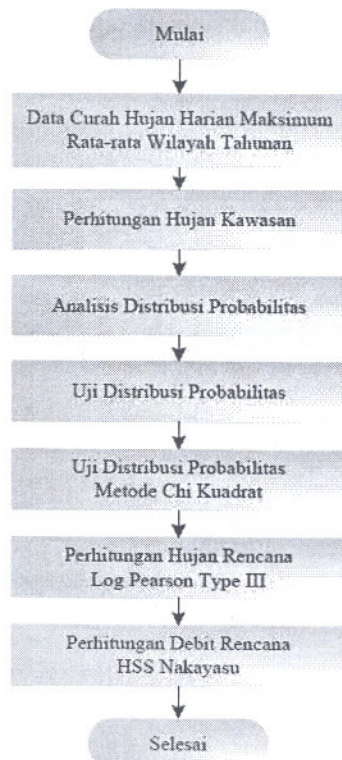 Mulai
Data Curah Hujan Harian Maksimum
Rata-rata Wilayah Tahunan
Perhitungan Hujan Kawasan
Analisis Distribusi Probabilitas
Uji Distribusi Probabilitas
Uji Distribusi Probabilitas
Metode Chi Kuadrat
Perhitungan Hujan Rencana
Log Pearson Type III
Perhitungan Debit Rencana
HSS Nakayasu
Selesai